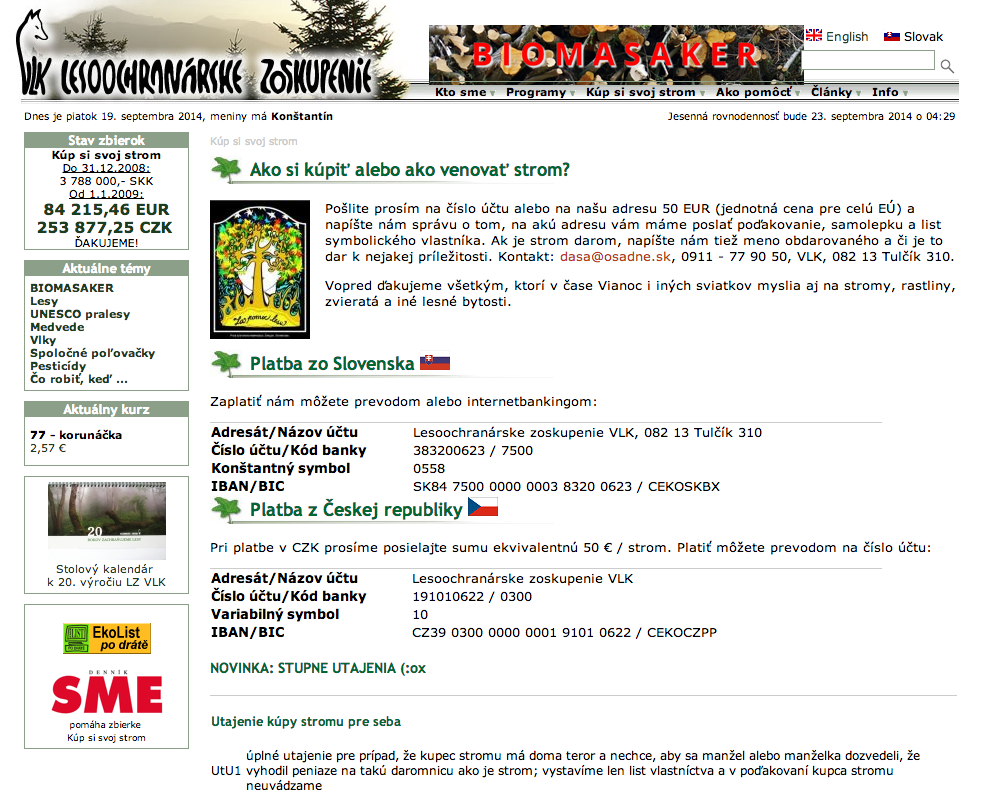 VLK LESOOCHRANÁRSKE ZOSKUPENIE
BIOMASAKER
English Slovak
Kto sme Programy Kúp si svoj strom Ako pomôcť Články Info
Dnes je piatok 19. septembra 2014, meniny má Konštantín
Jesenná rovnodennosť bude 23. septembra 2014 o 04:29
Stav zbierok
Kúp si svoj strom
Do 31.12.2008:
3 788 000,- SKK
Od 1.1.2009:
84 215,46 EUR
253 877,25 CZK
ĎAKUJEME!
Aktuálne témy
BIOMASAKER
Lesy
UNESCO pralesy
Medvede
Vlky
Spoločné poľovačky
Pesticídy
Čo robiť, keď ...
Aktuálny kurz
77 - korunáčka
2,57 €
20
Stolový kalendár
k 20. výročiu LZ VLK
EkoList
po drátě
DENNÍK
SME
pomáha zbierke
Kúp si svoj strom
Kúp si svoj strom
Ako si kúpiť alebo ako venovať strom?
Pošlite prosím na číslo účtu alebo na našu adresu 50 EUR (jednotná cena pre celú EÚ) a
napíšte nám správu o tom, na akú adresu vám máme poslať poďakovanie, samolepku a list
symbolického vlastníka. Ak je strom darom, napíšte nám tiež meno obdarovaného a či je to
dar k nejakej príležitosti. Kontakt: dasa@osadne.sk, 0911 - 77 90 50, VLK, 082 13 Tulčík 310.
Vopred ďakujeme všetkým, ktorí v čase Vianoc i iných sviatkov myslia aj na stromy, rastliny,
zvieratá a iné lesné bytosti.
Platba zo Slovenska
Zaplatiť nám môžete prevodom alebo internetbankingom:
Adresát/Názov účtu Lesoochranárske zoskupenie VLK, 082 13 Tulčík 310
Číslo účtu/Kód banky 383200623 / 7500
Konštantný symbol 0558
IBAN/BIC SK84 7500 0000 0003 8320 0623 / CEKOSKBX
Platba z Českej republiky
Pri platbe v CZK prosíme posielajte sumu ekvivalentnú 50 € / strom. Platiť môžete prevodom na číslo účtu:
Adresát/Názov účtu Lesoochranárske zoskupenie VLK
Číslo účtu/Kód banky 191010622 / 0300
Variabilný symbol 10
IBAN/BIC CZ39 0300 0000 0001 9101 0622 / CEKOCZPP
NOVINKA: STUPNE UTAJENIA (:ox
Utajenie kúpy stromu pre seba
úplné utajenie pre prípad, že kupec stromu má doma teror a nechce, aby sa manžel alebo manželka dozvedeli, že
UtU1 vyhodil peniaze na takú daromnicu ako je strom; vystavíme len list vlastníctva a v poďakovaní kupca stromu
neuvádzame